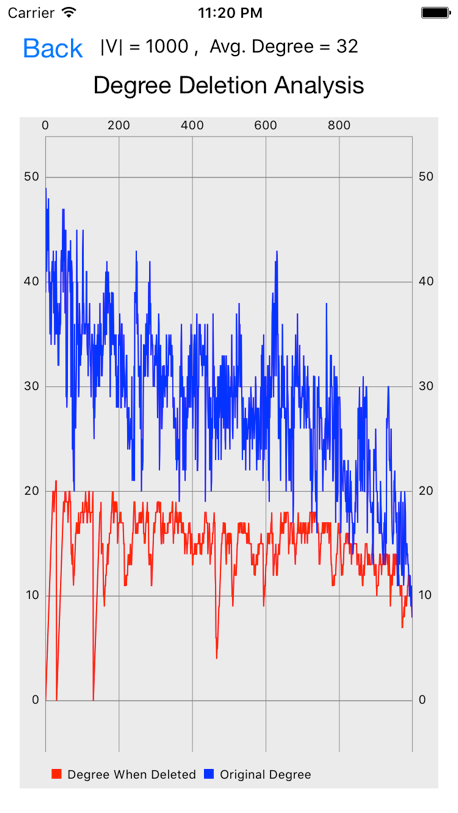 Carrier 11:20 PM
Back |V| = 1000 , Avg. Degree = 32
Degree Deletion Analysis
0 200 400 600 800
50 50
40 40
30 30
20 20
10 10
0 0
Degree When Deleted Original Degree